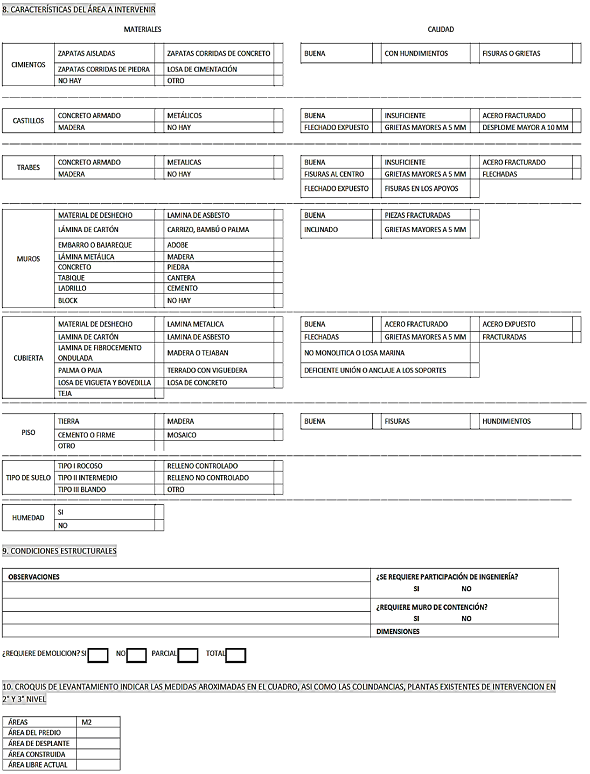 8. CARACTERÍSTICAS DEL ÁREA A INTERVENIR
MATERIALES CALIDAD
CIMIENTOS
ZAPATAS AISLADAS ZAPATAS CORRIDAS DE CONCRETO BUENA CON HUNDIMIENTOS FISURAS O GRIETAS
ZAPATAS CORRIDAS DE PIEDRA LOSA DE CIMENTACIÓN
NO HAY OTRO
CASTILLOS
CONCRETO ARMADO METÁLICOS BUENA INSUFICIENTE ACERO FRACTURADO
MADERA NO HAY FLECHADO EXPUESTO GRIETAS MAYORES A 5 MM DESPLOME MAYOR A 10 MM
TRABES
CONCRETO ARMADO METALICAS BUENA INSUFICIENTE ACERO FRACTURADO
MADERA NO HAY FISURAS AL CENTRO GRIETAS MAYORES A 5 MM FLECHADAS
FLECHADO EXPUESTO FISURAS EN LOS APOYOS
MUROS
MATERIAL DE DESHECHO LAMINA DE ASBESTO BUENA PIEZAS FRACTURADAS
LÁMINA DE CARTÓN CARRIZO, BAMBÚ O PALMA INCLINADO GRIETAS MAYORES A 5 MM
EMBARRO O BAJAREQUE ADOBE
LÁMINA METÁLICA MADERA
CONCRETO PIEDRA
TABIQUE CANTERA
LADRILLO CEMENTO
BLOCK NO HAY
CUBIERTA
MATERIAL DE DESHECHO LAMINA METALICA BUENA ACERO FRACTURADO ACERO EXPUESTO
LAMINA DE CARTÓN LAMINA DE ASBESTO FLECHADAS GRIETAS MAYORES A 5 MM FRACTURADAS
LAMINA DE FIBROCEMENTO
ONDULADA MADERA O TEJABAN NO MONOLITICA O LOSA MARINA
PALMA O PAJA TERRADO CON VIGUEDERA DEFICIENTE UNIÓN O ANCLAJE A LOS SOPORTES
LOSA DE VIGUETA Y BOVEDILLA LOSA DE CONCRETO
TEJA
PISO
TIERRA MADERA BUENA FISURAS HUNDIMIENTOS
CEMENTO O FIRME MOSAICO
OTRO
TIPO DE SUELO
TIPO I ROCOSO RELLENO CONTROLADO
TIPO II INTERMEDIO RELLENO NO CONTROLADO
TIPO III BLANDO OTRO
HUMEDAD
SI
NO
9. CONDICIONES ESTRUCTURALES
OBSERVACIONES ¿SE REQUIERE PARTICIPACIÓN DE INGENIERÍA?
SI NO
¿REQUIERE MURO DE CONTENCIÓN?
SI NO
DIMENSIONES
¿REQUIERE DEMOLICION? SI NO PARCIAL TOTAL
10. CROQUIS DE LEVANTAMIENTO INDICAR LAS MEDIDAS AROXIMADAS EN EL CUADRO, ASI COMO LAS COLINDANCIAS, PLANTAS EXISTENTES DE INTERVENCION EN
2° Y 3° NIVEL
ÁREAS M2
ÁREA DEL PREDIO
ÁREA DE DESPLANTE
ÁREA CONSTRUIDA
ÁREA LIBRE ACTUAL